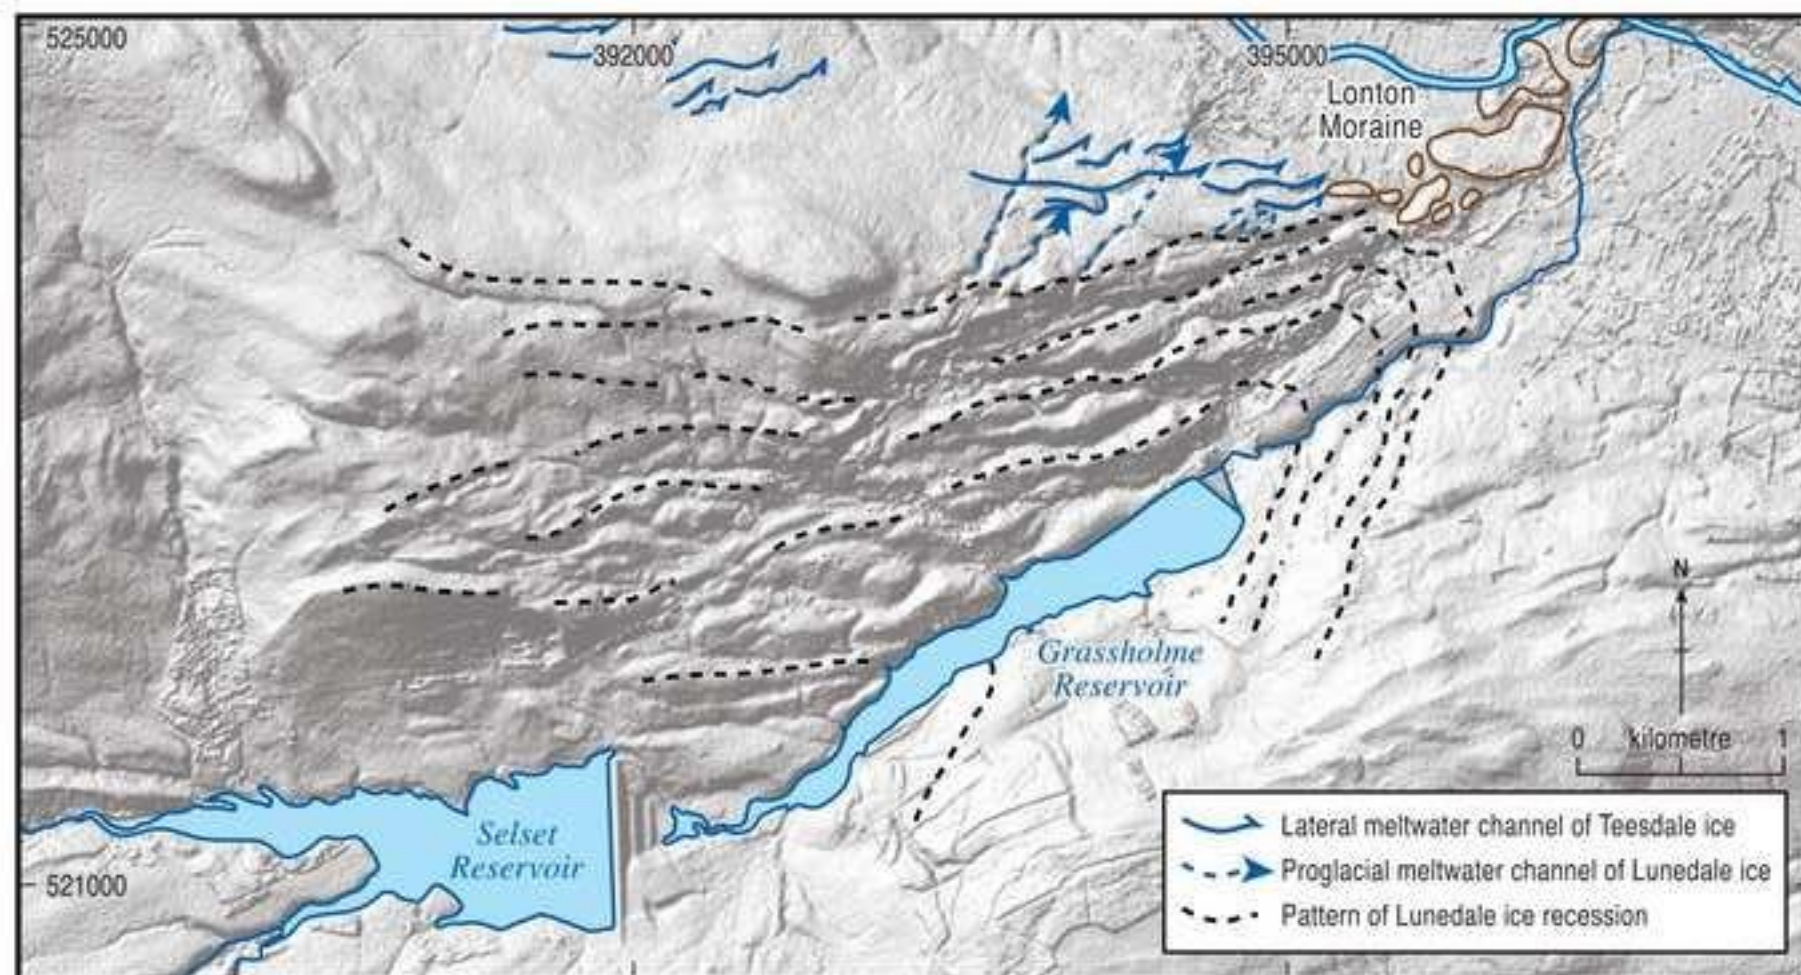 525000
392000
395000
Lonton
Moraine
Grassholme
Reservoir
N
0 kilometre 1
Selset
Reservoir
521000
Lateral meltwater channel of Teesdale ice
Proglacial meltwater channel of Lunedale ice
Pattern of Lunedale ice recession